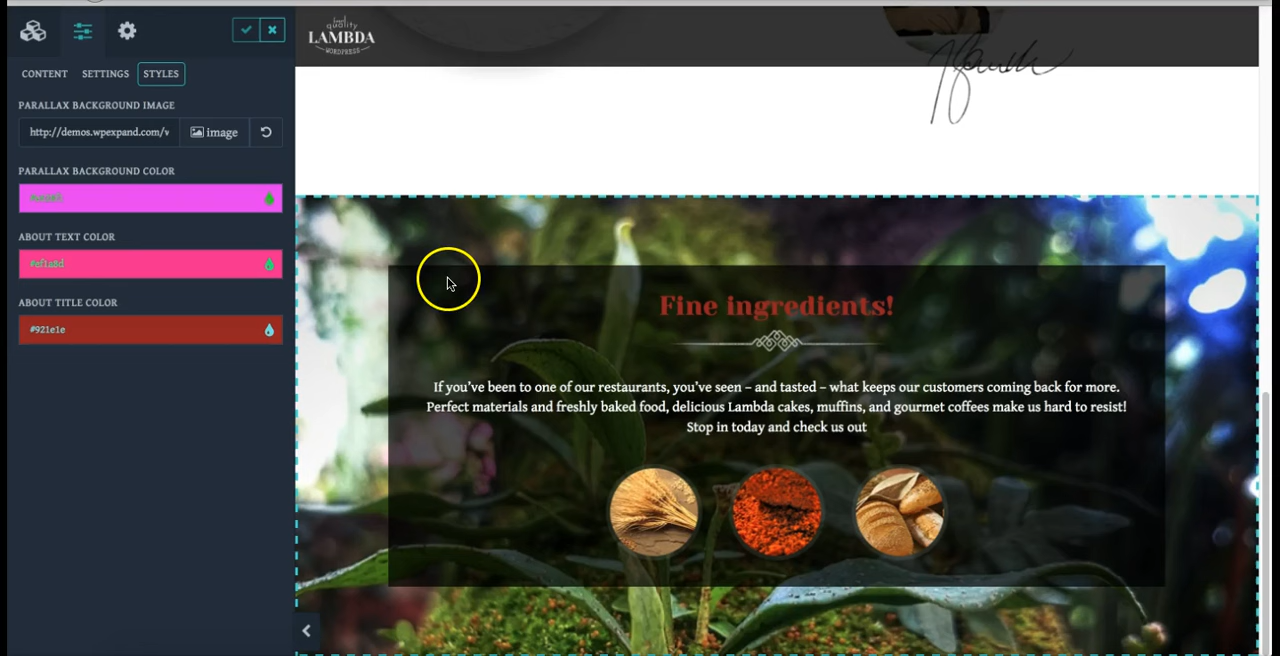 CONTENT SETTINGS STYLES
PARALLAX BACKGROUND IMAGE
http://demos.wpexpand.com/v image
PARALLAX BACKGROUND COLOR
ABOUT TEXT COLOR
#ef1a8d
ABOUT TITLE COLOR
#921e1e
quality
LAMBDA
WORDPRESS
Fine ingredients!
If you've been to one of our restaurants, you've seen – and tasted – what keeps our customers coming back for more.
Perfect materials and freshly baked food, delicious Lambda cakes, muffins, and gourmet coffees make us hard to resist!
Stop in today and check us out